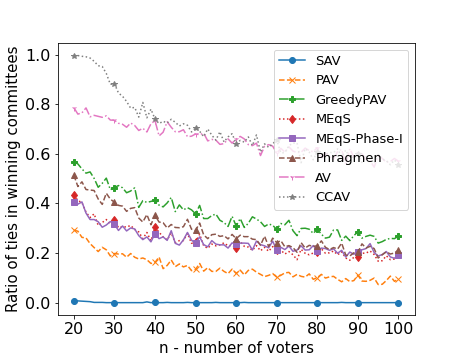 Ratio of ties in winning committees
1.0
0.8
0.6
0.4
0.2
0.0
SAV
PAV
GreedyPAV
MEqS
MEqS-Phase-I
Phragmen
AV
CCAV
20 30 40 50 60 70 80 90 100
n - number of voters